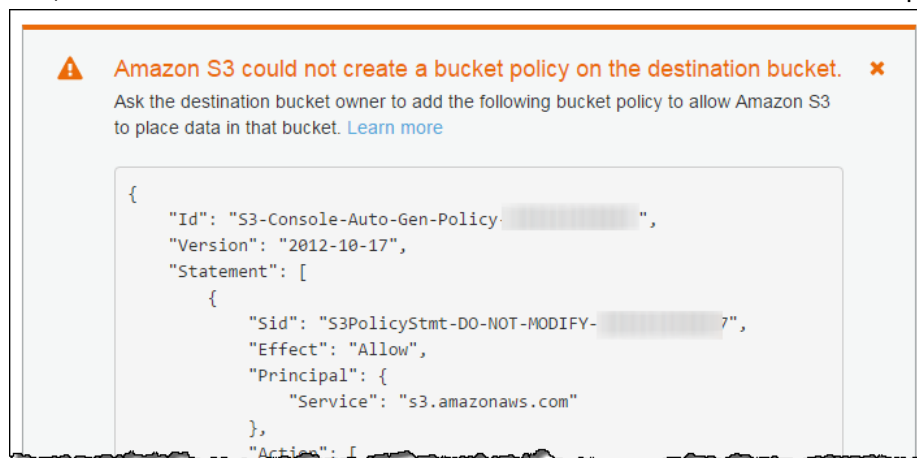 Amazon S3 could not create a bucket policy on the destination bucket. ×
Ask the destination bucket owner to add the following bucket policy to allow Amazon S3
to place data in that bucket. Learn more
{
"Id": "S3-Console-Auto-Gen-Policy- ",
"Version": "2012-10-17",
"Statement": [
{
"Sid": "S3PolicyStmt-DO-NOT-MODIFY- 7",
"Effect": "Allow",
"Principal": {
"Service": "s3.amazonaws.com"
},
"Action": [